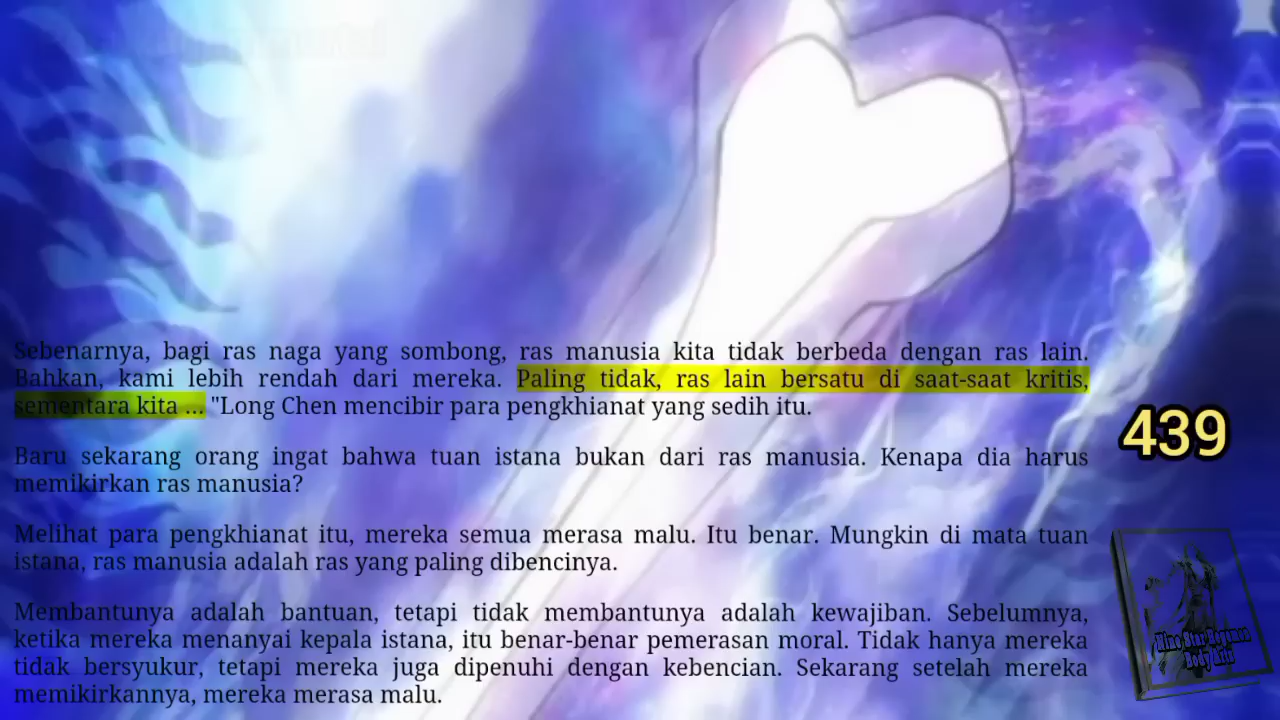 Sebenarnya, bagi ras naga yang sombong, ras manusia kita tidak berbeda dengan ras lain.
Bahkan, kami lebih rendah dari mereka. Paling tidak, ras lain bersatu di saat-saat kritis,
sementara kita ... "Long Chen mencibir para pengkhianat yang sedih itu.
Baru sekarang orang ingat bahwa tuan istana bukan dari ras manusia. Kenapa dia harus
memikirkan ras manusia?
Melihat para pengkhianat itu, mereka semua merasa malu. Itu benar. Mungkin di mata tuan
istana, ras manusia adalah ras yang paling dibencinya.
Membantunya adalah bantuan, tetapi tidak membantunya adalah kewajiban. Sebelumnya,
ketika mereka menanyai kepala istana, itu benar-benar pemerasan moral. Tidak hanya mereka
tidak bersyukur, tetapi mereka juga dipenuhi dengan kebencian. Sekarang setelah mereka
memikirkannya, mereka merasa malu.
439
Nine Star Hegemon
Body Arts